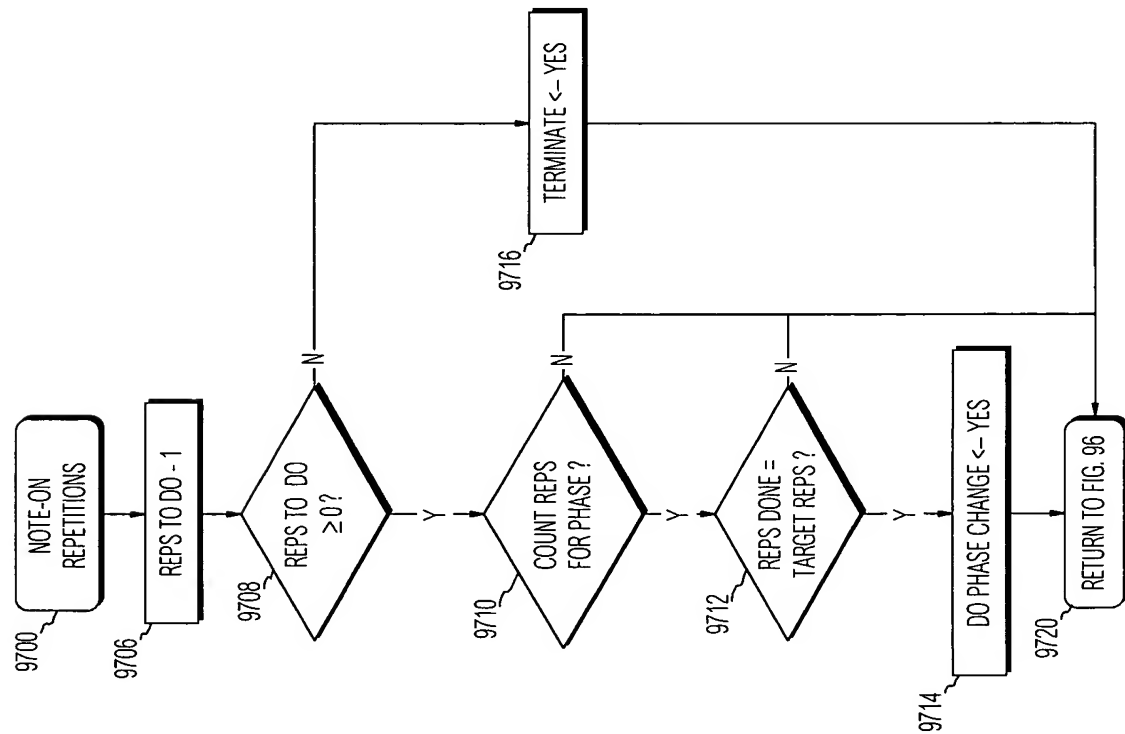 9700
NOTE-ON
REPETITIONS
9706
REPS TO DO - 1
9708
REPS TO DO
≥0?
N
Y
9716
TERMINATE <– YES
9710
COUNT REPS
FOR PHASE ?
N
Y
9712
REPS DONE =
TARGET REPS ?
N
Y
9714
DO PHASE CHANGE <– YES
9720
RETURN TO FIG. 96